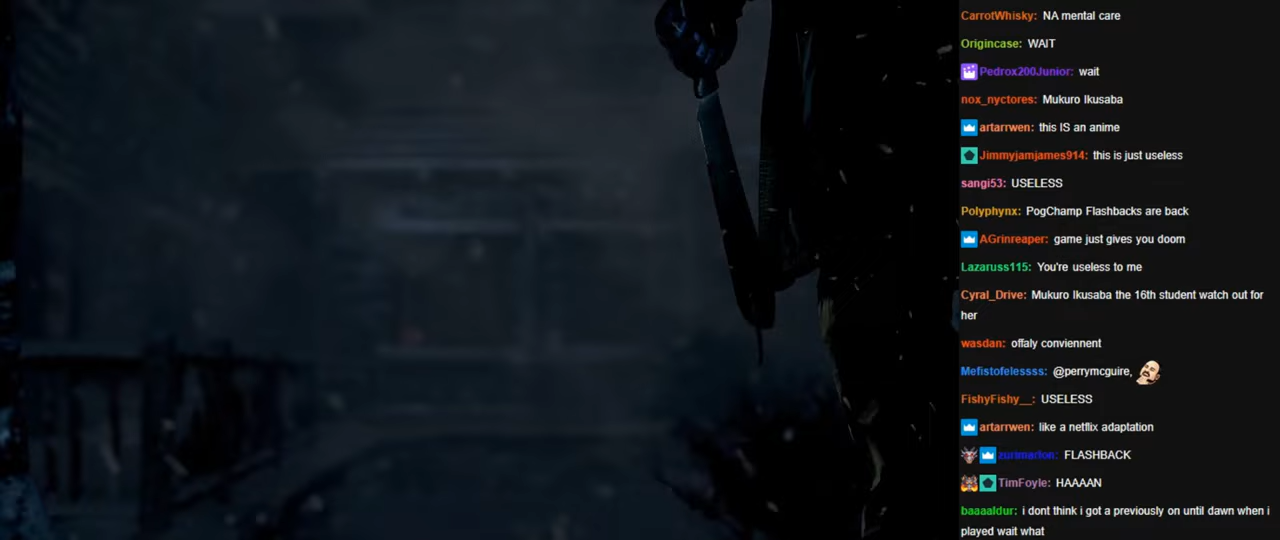 CarrotWhisky: NA mental care
Origincase: WAIT
Pedrox200Junior: wait
nox_nyctores: Mukuro Ikusaba
artarrwen: this IS an anime
Jimmyjamjames914: this is just useless
sangi53: USELESS
Polyphynx: PogChamp Flashbacks are back
AGrinreaper: game just gives you doom
Lazaruss115: You're useless to me
Cyral_Drive: Mukuro Ikusaba the 16th student watch out for
her
wasdan: offaly conviennent
Mefistofelessss: @perrymcguire,
FishyFishy__: USELESS
artarrwen: like a netflix adaptation
zurimarlon: FLASHBACK
TimFoyle: HAAAAN
baaaaldur: i dont think i got a previously on until dawn when i
played wait what